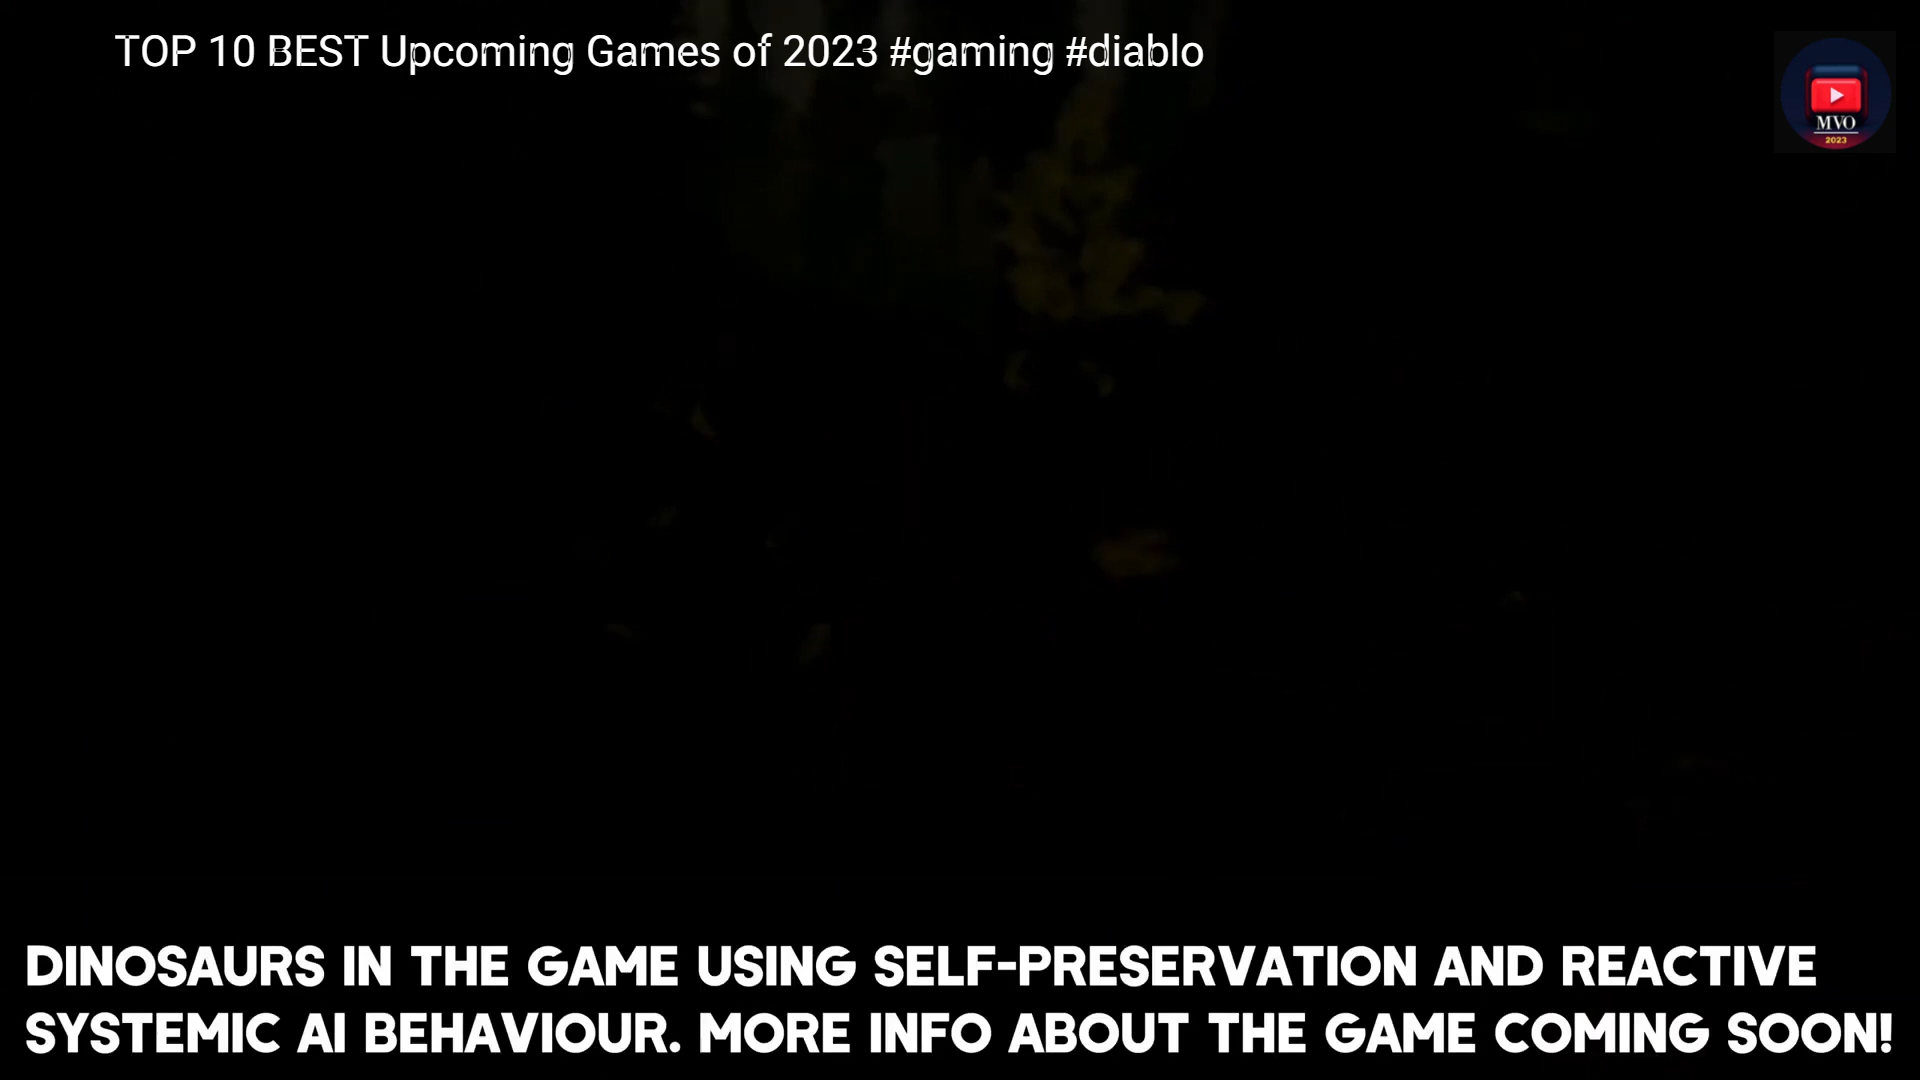 TOP 10 BEST Upcoming Games of 2023 #gaming #diablo
MVO
2023
DINOSAURS IN THE GAME USING SELF-PRESERVATION AND REACTIVE
SYSTEMIC AI BEHAVIOUR. MORE INFO ABOUT THE GAME COMING SOON!